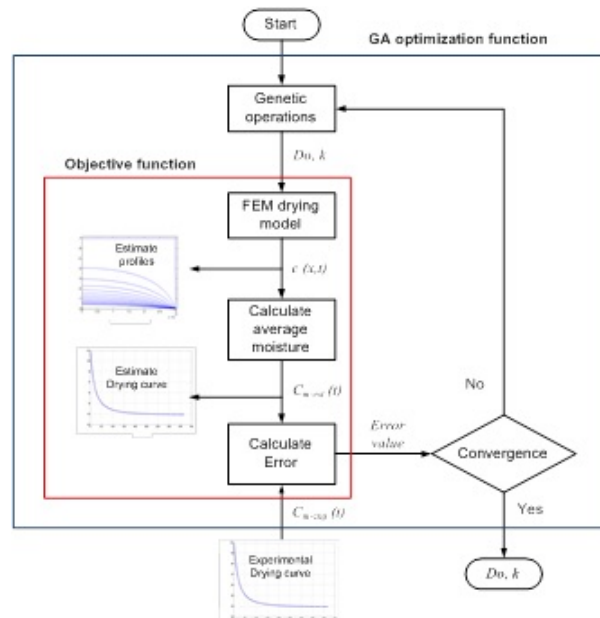 Start
GA optimization function
Genetic
operations
Do, k
Objective function
FEM drying
model
Estimate
profiles
c (x,t)
Calculate
average
moisture
Estimate
Drying curve
(t)
No
Calculate
Error
Error
value
Convergence
(t)
Yes
Experimental
Drying curve
Do, k